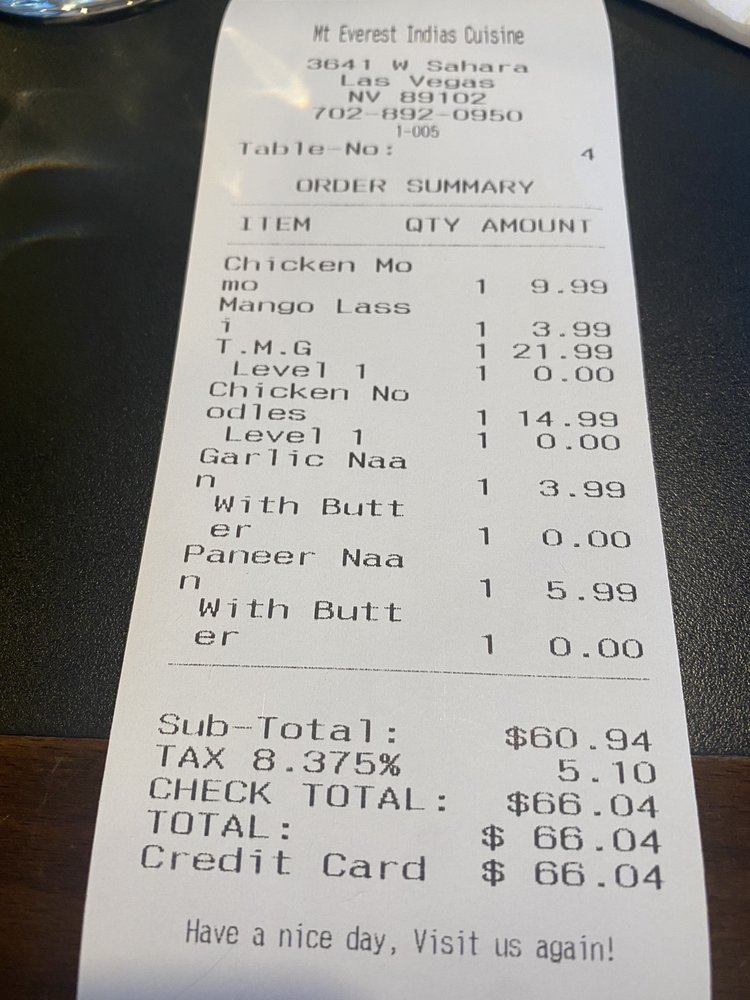 Mt Everest Indias Cuisine
3641 W Sahara
Las Vegas
NV 89102
702-892-0950
1-005
Table-No: 4
ORDER SUMMARY
ITEM QTY AMOUNT
Chicken Mo
mo 1 9.99
Mango Lass
i 1 3.99
T.M.G 1 21.99
Level 1 1 0.00
Chicken No
odles 1 14.99
Level 1 1 0.00
Garlic Naa
n 1 3.99
With Butt
er 1 0.00
Paneer Naa
n 1 5.99
With Butt
er 1 0.00
Sub-Total: $60.94
TAX 8.375% 5.10
CHECK TOTAL: $66.04
TOTAL: $ 66.04
Credit Card $ 66.04
Have a nice day, Visit us again!